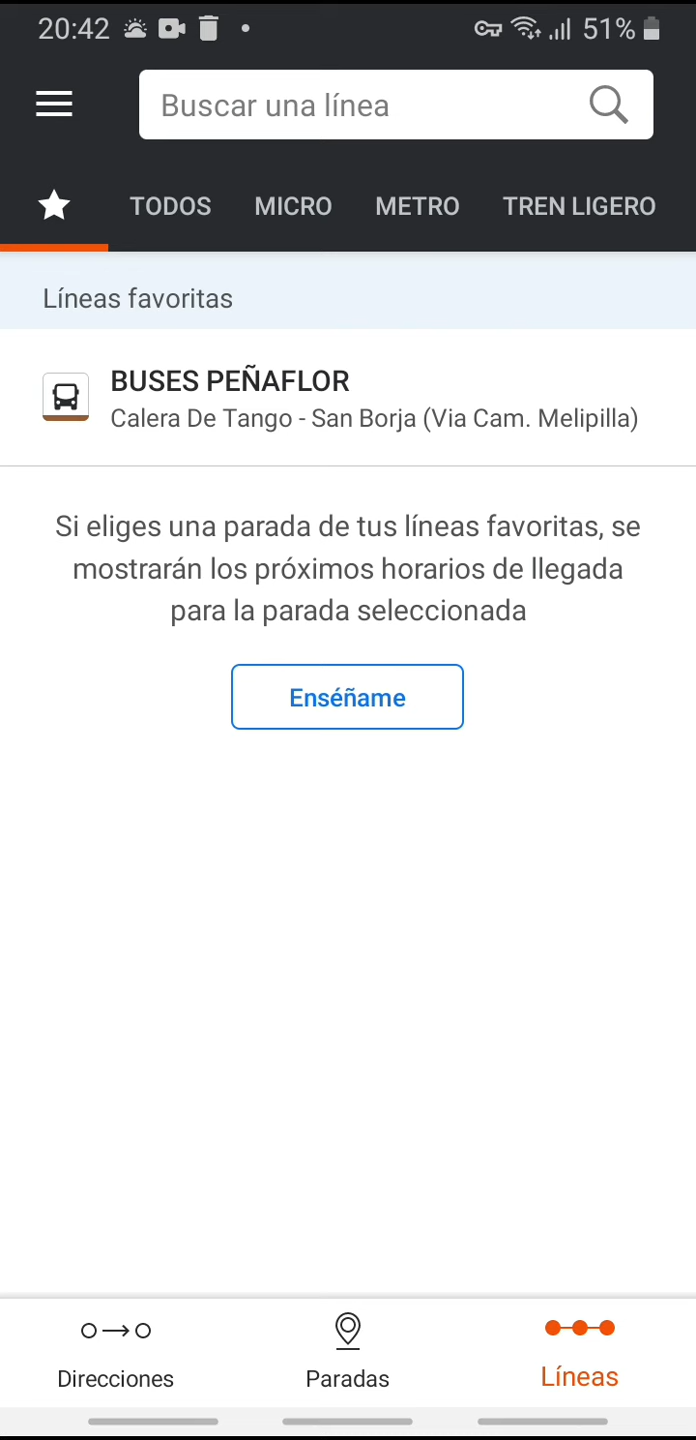 20:42
51%
Buscar una línea
TODOS MICRO METRO TREN LIGERO
Líneas favoritas
BUSES PEÑAFLOR
Calera De Tango - San Borja (Via Cam. Melipilla)
Si eliges una parada de tus líneas favoritas, se
mostrarán los próximos horarios de llegada
para la parada seleccionada
Enséñame
Direcciones Paradas Líneas